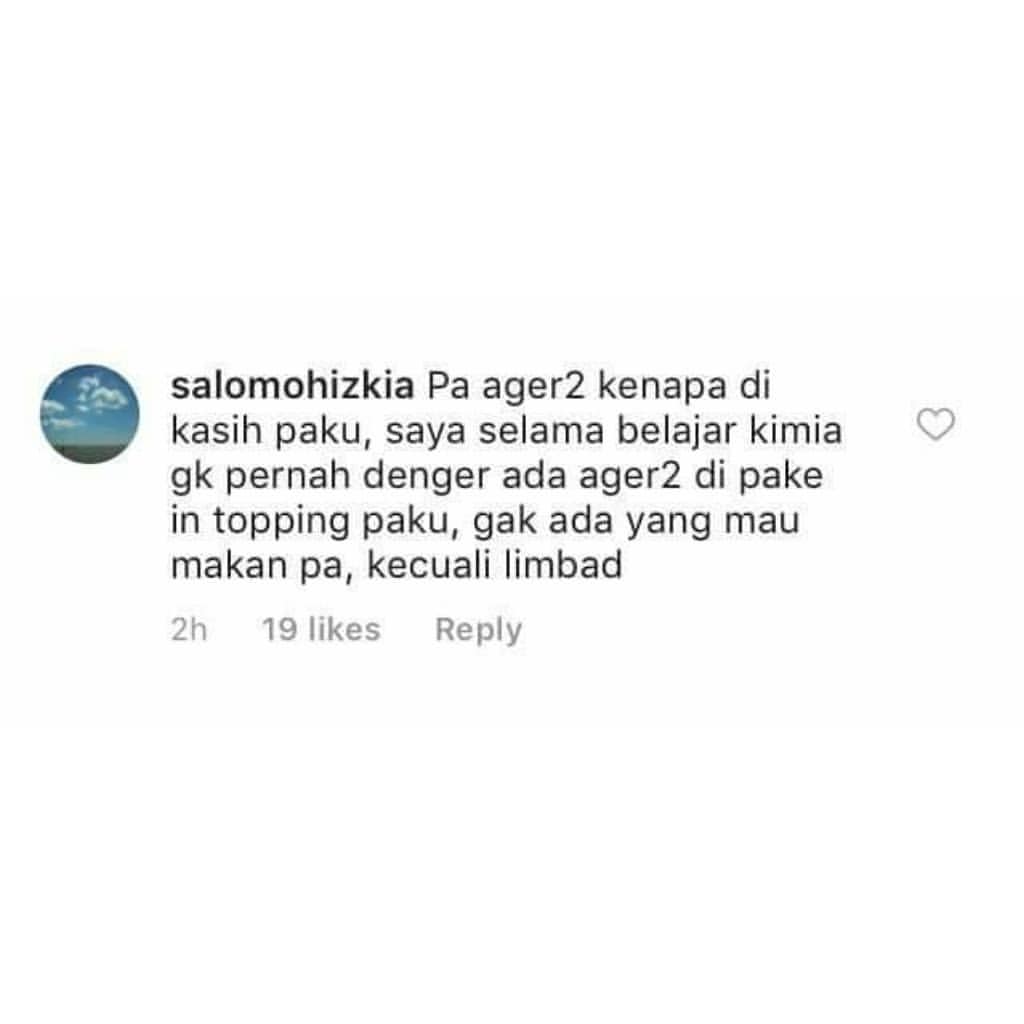 salomohizkia Pa ager2 kenapa di
kasih paku, saya selama belajar kimia
gk pernah denger ada ager2 di pake
in topping paku, gak ada yang mau
makan pa, kecuali limbad
2h 19 likes Reply